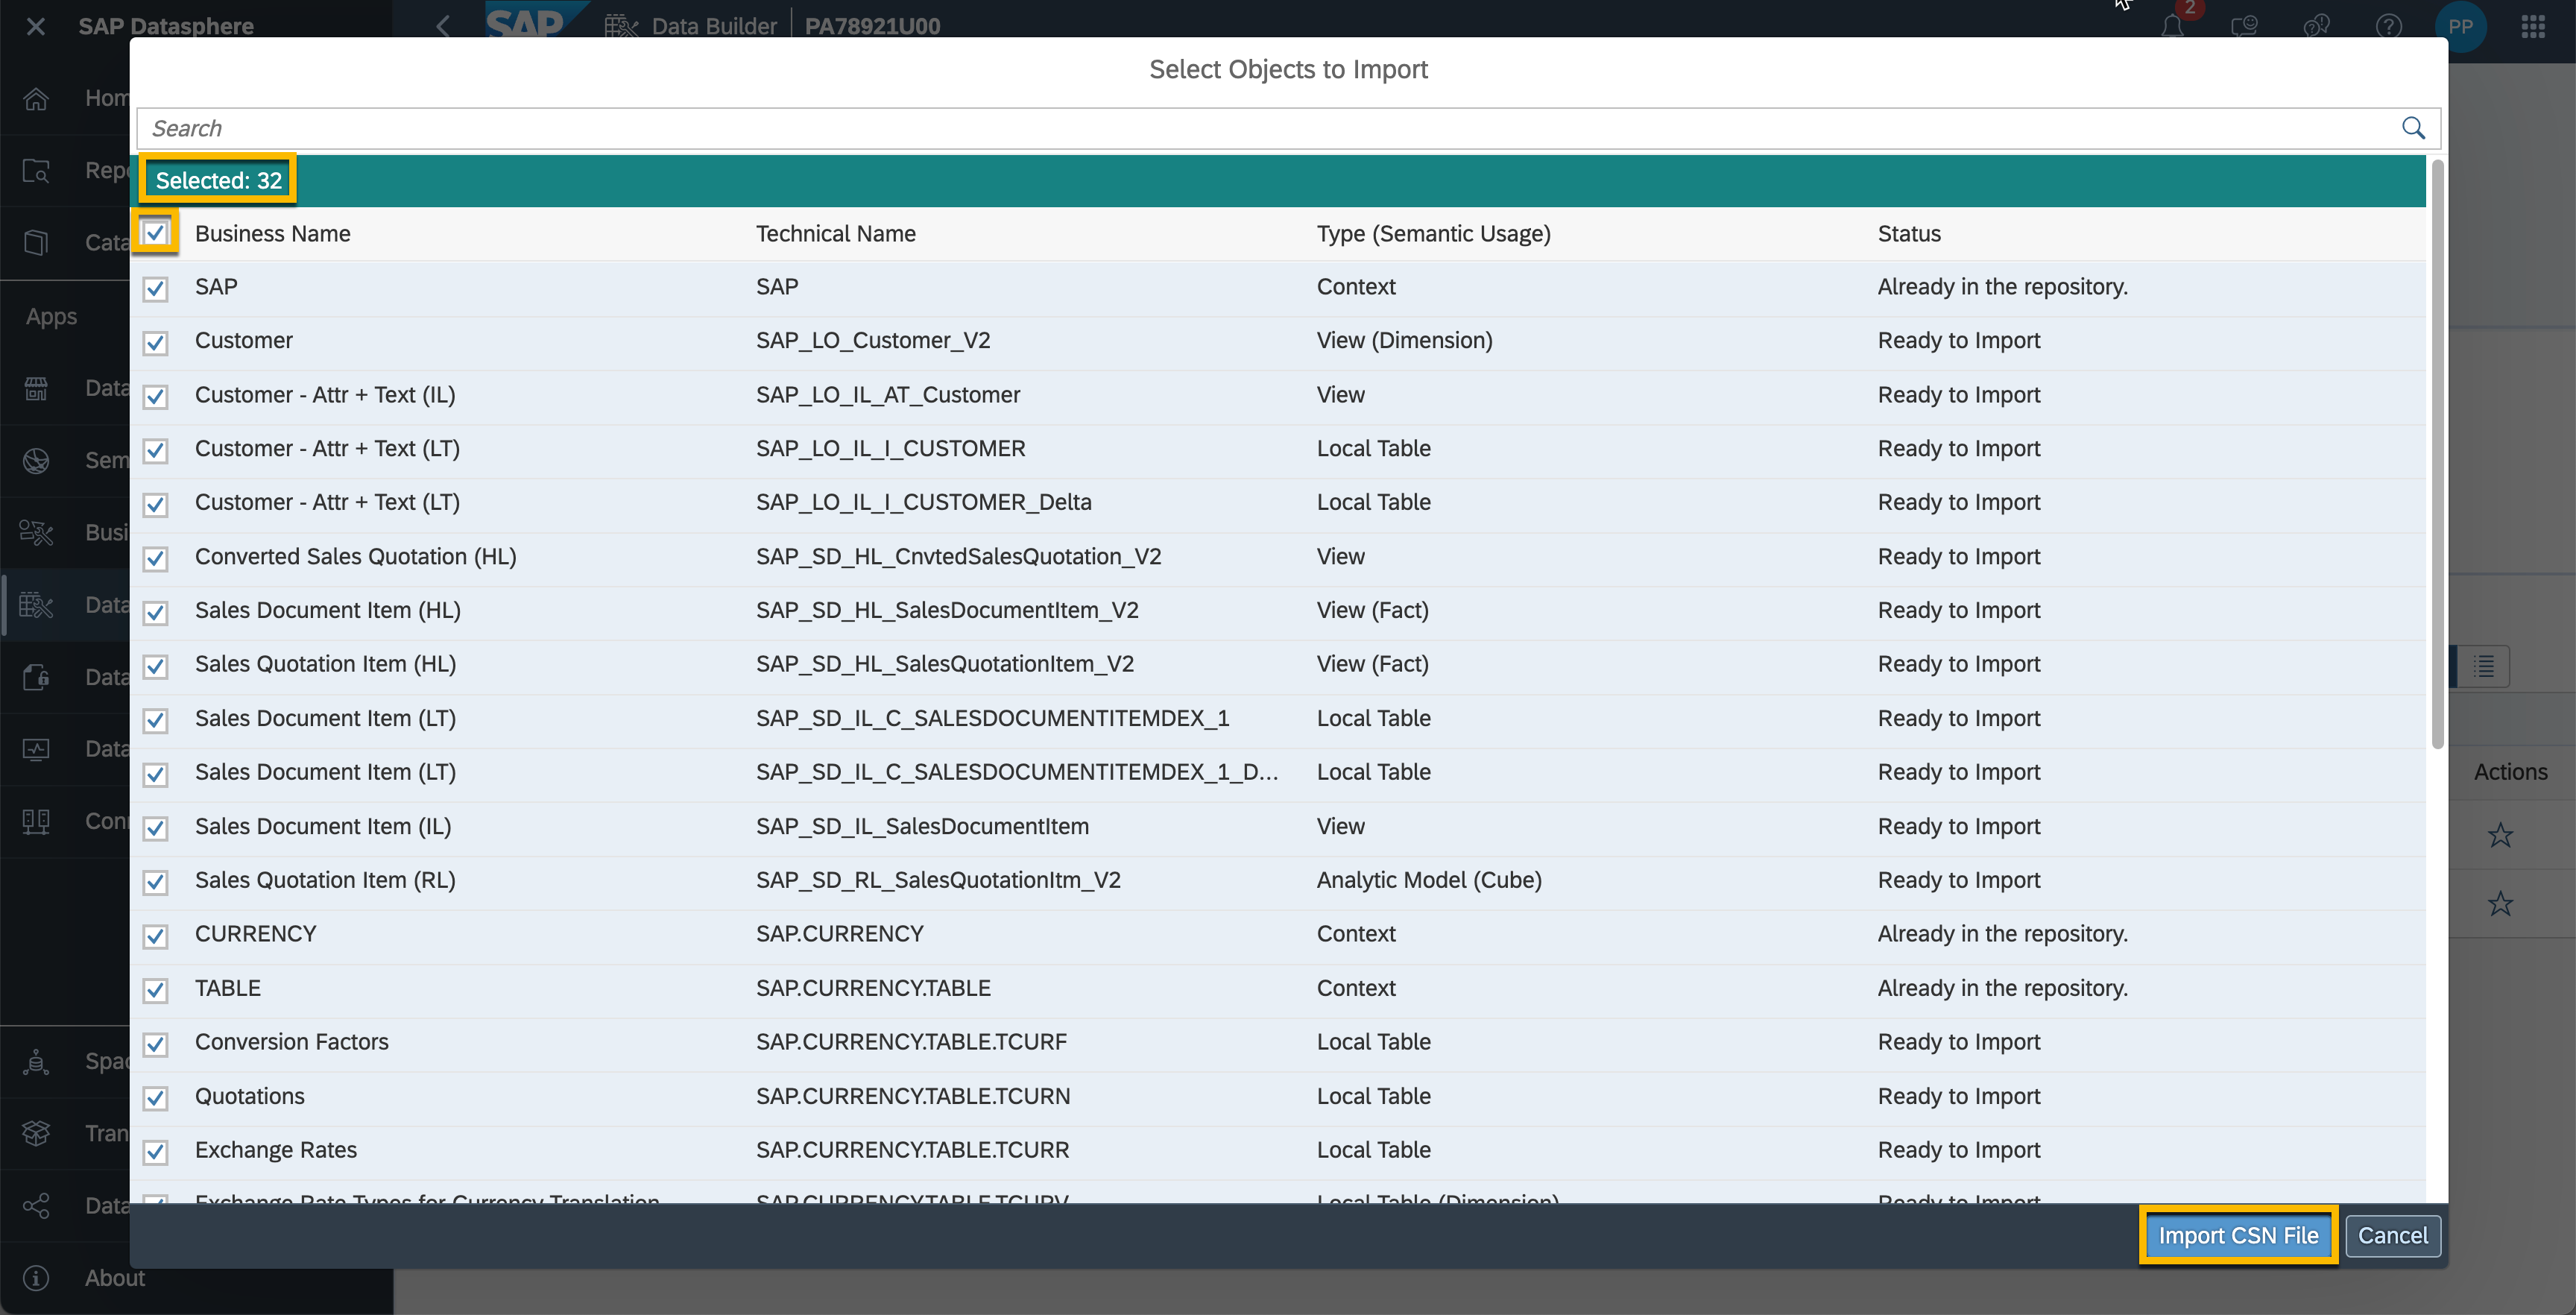 SAP Datasphere
SAP Data Builder PA78921U00
2
PP
Select Objects to Import
Search
Selected: 32
Business Name Technical Name Type (Semantic Usage) Status
SAP SAP Context Already in the repository.
Customer SAP_LO_Customer_V2 View (Dimension) Ready to Import
Customer - Attr + Text (IL) SAP_LO_IL_AT_Customer View Ready to Import
Customer - Attr + Text (LT) SAP_LO_IL_I_CUSTOMER Local Table Ready to Import
Customer - Attr + Text (LT) SAP_LO_IL_I_CUSTOMER_Delta Local Table Ready to Import
Converted Sales Quotation (HL) SAP_SD_HL_CnvtedSalesQuotation_V2 View Ready to Import
Sales Document Item (HL) SAP_SD_HL_SalesDocumentItem_V2 View (Fact) Ready to Import
Sales Quotation Item (HL) SAP_SD_HL_SalesQuotationItem_V2 View (Fact) Ready to Import
Sales Document Item (LT) SAP_SD_IL_C_SALESDOCUMENTITEMDEX_1 Local Table Ready to Import
Sales Document Item (LT) SAP_SD_IL_C_SALESDOCUMENTITEMDEX_1_D... Local Table Ready to Import
Sales Document Item (IL) SAP_SD_IL_SalesDocumentItem View Ready to Import
Sales Quotation Item (RL) SAP_SD_RL_SalesQuotationItm_V2 Analytic Model (Cube) Ready to Import
CURRENCY SAP.CURRENCY Context Already in the repository.
TABLE SAP.CURRENCY.TABLE Context Already in the repository.
Conversion Factors SAP.CURRENCY.TABLE.TCURF Local Table Ready to Import
Quotations SAP.CURRENCY.TABLE.TCURN Local Table Ready to Import
Exchange Rates SAP.CURRENCY.TABLE.TCURR Local Table Ready to Import
Exchange Rate Types for Currency Translation SAP.CURRENCY.TABLE.TCURV Local Table (Dimension) Ready to Import
Import CSN File Cancel
Hom
Repo
Cata
Apps
Data
Sem
Busi
Data
Data
Data
Conn
Spac
Tran
Data
About
Actions